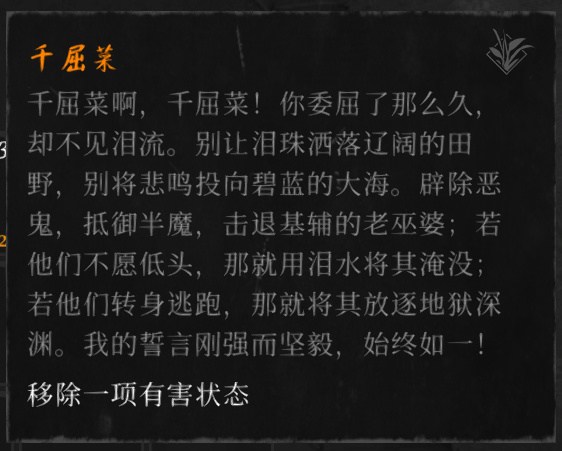 千屈菜
千屈菜啊，千屈菜！你委屈了那么久，
却不见泪流。别让泪珠洒落辽阔的田
野，别将悲鸣投向碧蓝的大海。辟除恶
鬼，抵御半魔，击退基辅的老巫婆；若
他们不愿低头，那就用泪水将其淹没；
若他们转身逃跑，那就将其放逐地狱深
渊。我的誓言刚强而坚毅，始终如一！
移除一项有害状态
3
2